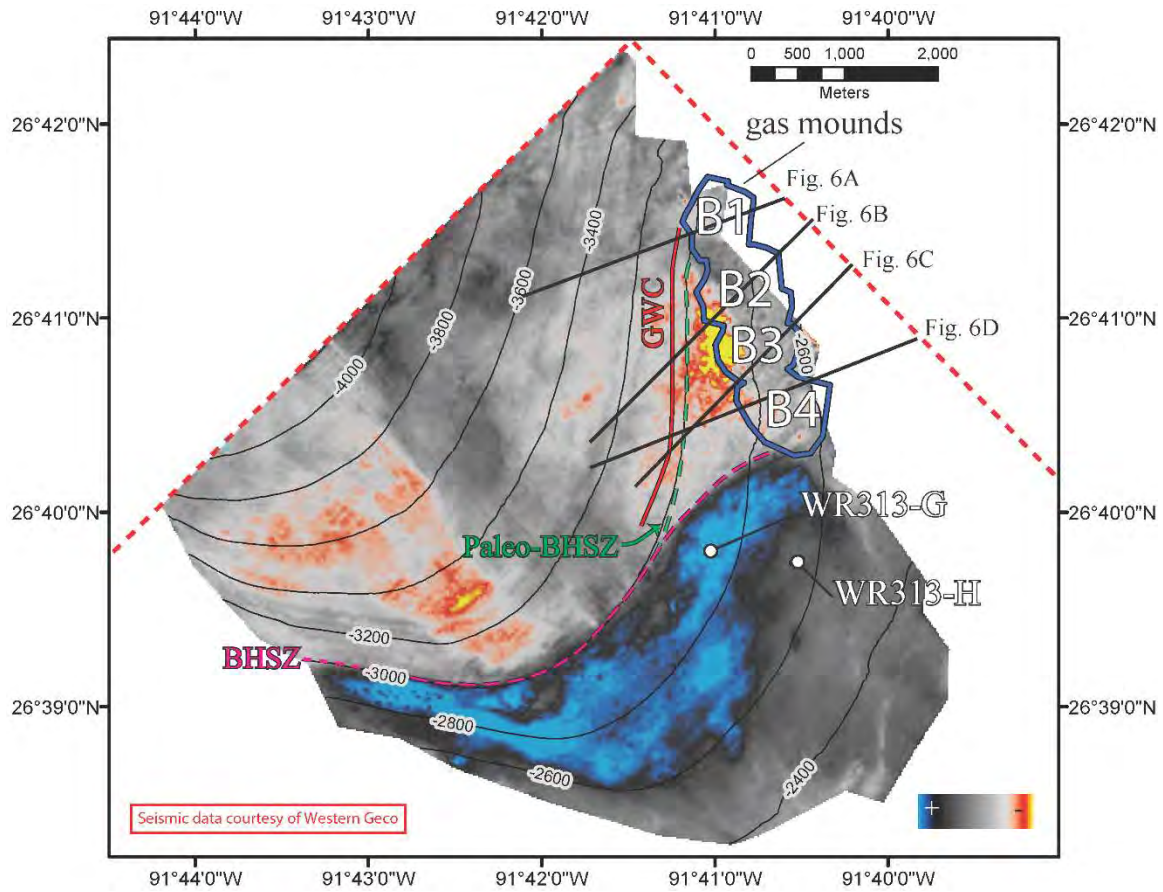 91°44'0"W 91°43'0"W 91°42'0"W 91°41'0"W 91°40'0"W
0 500 1,000 2,000
Meters
26°42'0"N 26°42'0"N
gas mounds
Fig. 6A
B1
Fig. 6B
-3400
Fig. 6C
-3600
GWC
B2
26°41'0"N 26°41'0"N
-3800
B3
Fig. 6D
-2600
-4000
B4
WR313-G
26°40'0"N 26°40'0"N
Paleo-BHSZ
WR313-H
-3200
BHSZ
-3000
26°39'0"N 26°39'0"N
-2800
-2600
-2400
+ -
Seismic data courtesy of Western Geco
91°44'0"W 91°43'0"W 91°42'0"W 91°41'0"W 91°40'0"W